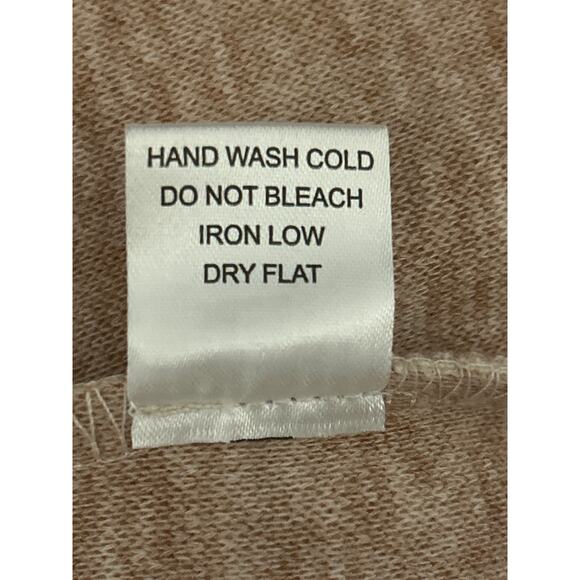 HAND WASH COLD
DO NOT BLEACH
IRON LOW
DRY FLAT